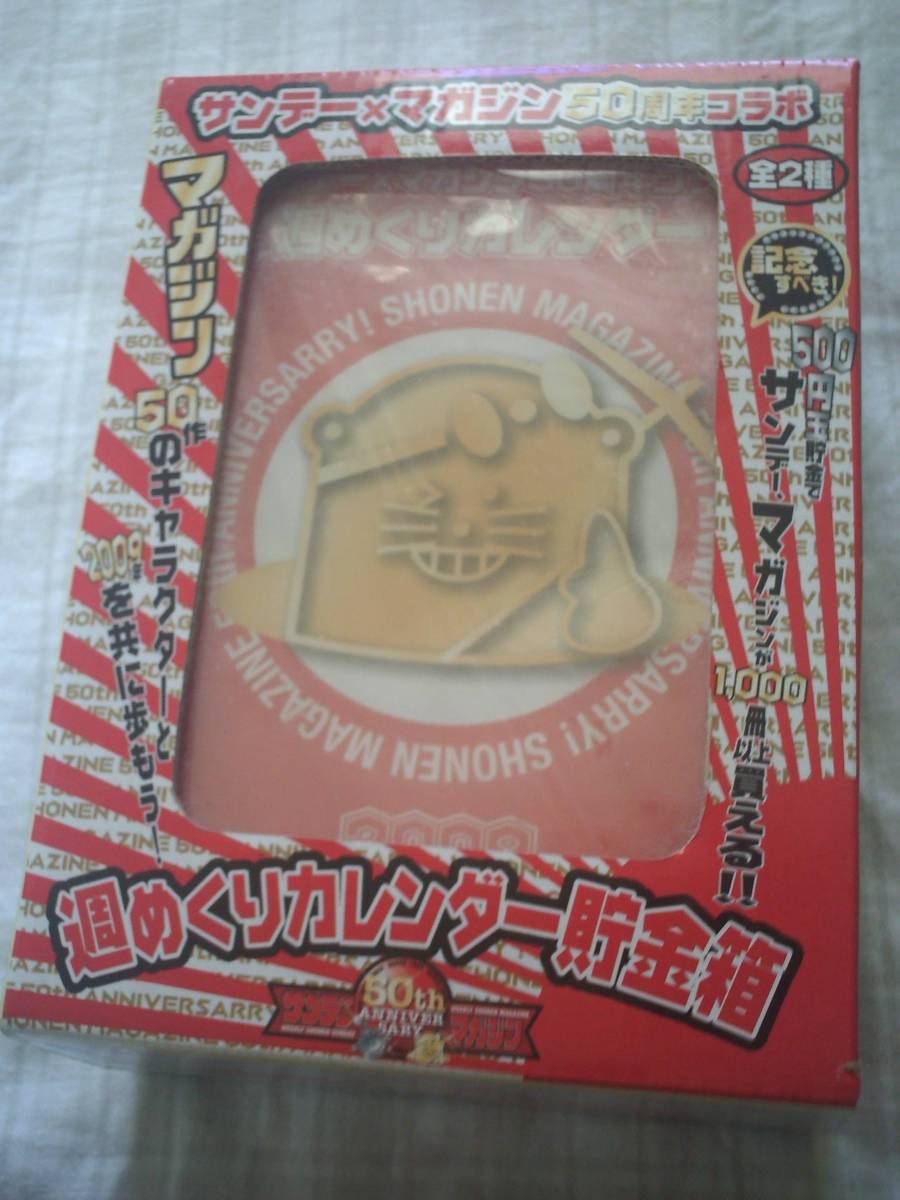 サンデー×マガジン50周年コラボ
全2種
記念
すべき!
マガジン50作のキャラクターと
2009年を共に歩もう!
500円玉貯金で
サンデー、マガジンが
1,000冊以上買える!!
週めくりカレンダー
ANNIVERSARRY! SHONEN MAGAZINE
ANNIVERSARRY! SHONEN MAGAZINE
2009
週めくりカレンダー貯金箱
50th
ANNIVER
SARY
サンデー
マガジン